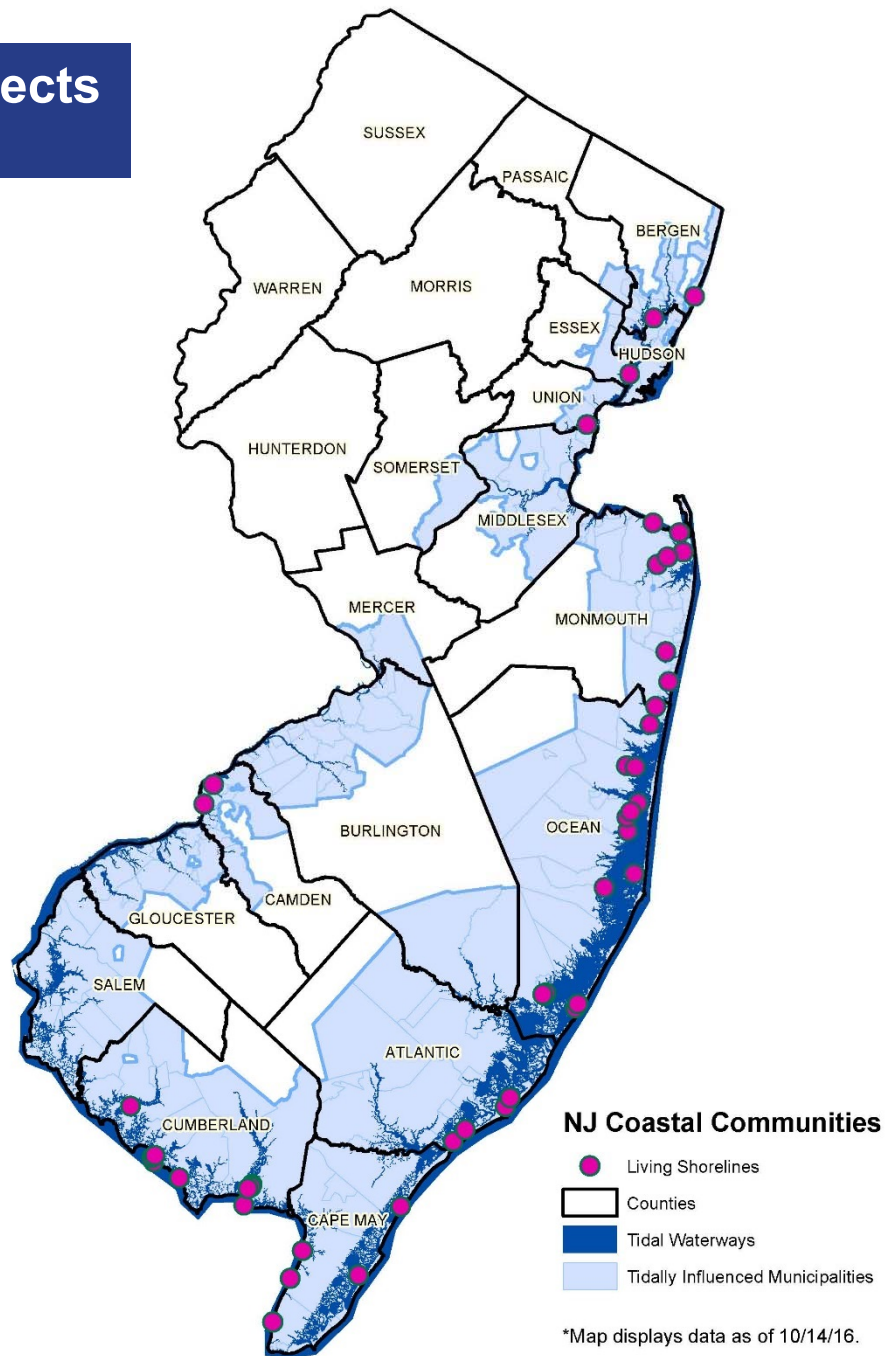 ects
SUSSEX
PASSAIC
BERGEN
WARREN
MORRIS
ESSEX
HUDSON
UNION
HUNTERDON
SOMERSET
MIDDLESEX
MERCER
MONMOUTH
BURLINGTON
OCEAN
CAMDEN
GLOUCESTER
SALEM
ATLANTIC
CUMBERLAND
CAPE MAY
NJ Coastal Communities
Living Shorelines
Counties
Tidal Waterways
Tidally Influenced Municipalities
*Map displays data as of 10/14/16.